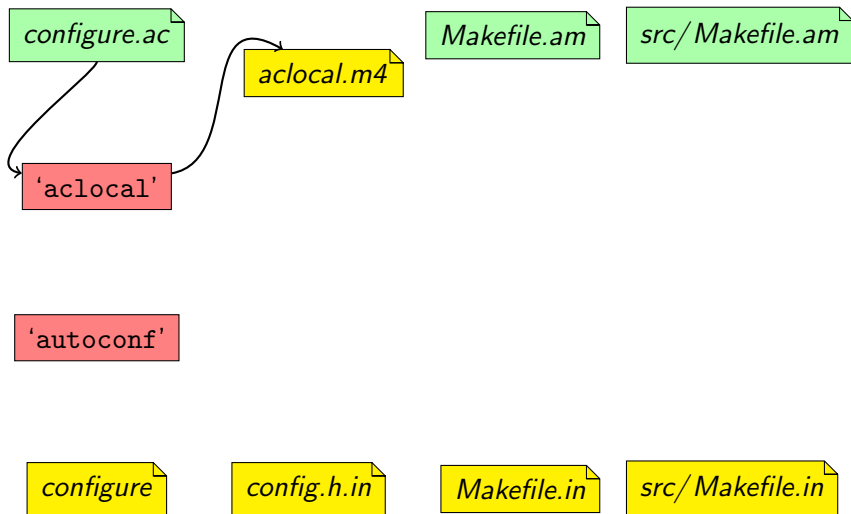 configure.ac
aclocal.m4
Makefile.am
src/Makefile.am
‘aclocal’
‘autoconf’
configure
config.h.in
Makefile.in
src/Makefile.in